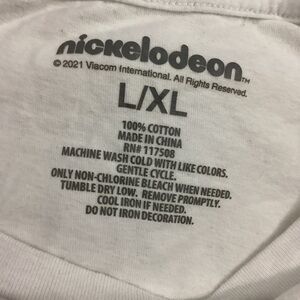 nickelodeon™
© 2021 Viacom International. All Rights Reserved.
L/XL
100% COTTON
MADE IN CHINA
RN# 117508
MACHINE WASH COLD WITH LIKE COLORS.
GENTLE CYCLE.
ONLY NON-CHLORINE BLEACH WHEN NEEDED.
TUMBLE DRY LOW. REMOVE PROMPTLY.
COOL IRON IF NEEDED.
DO NOT IRON DECORATION.